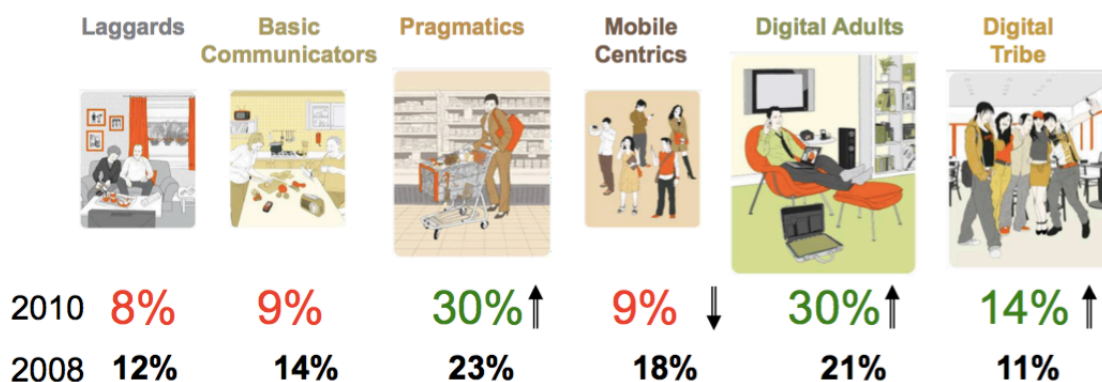 Laggards
Basic
Communicators
Pragmatics
Mobile
Centrics
Digital Adults
Digital
Tribe
2010 8% 9% 30% 9% 30% 14%
2008 12% 14% 23% 18% 21% 11%